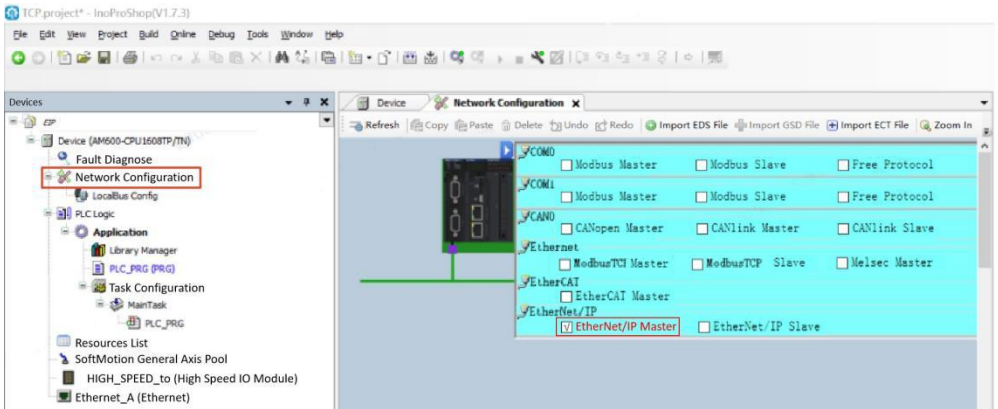 TCP.project* - InoProShop(V1.7.3)
File Edit View Project Build Online Debug Tools Window Help
Devices
Device Network Configuration
EIP
Refresh Copy Paste Delete Undo Redo Import EDS File Import GSD File Import ECT File Zoom In
Device (AM600-CPU1608TP/TN)
Fault Diagnose
Network Configuration
LocalBus Config
PLC Logic
Application
Library Manager
PLC_PRG (PRG)
Task Configuration
MainTask
PLC_PRG
Resources List
SoftMotion General Axis Pool
HIGH_SPEED_to (High Speed IO Module)
Ethernet_A (Ethernet)
COM0
Modbus Master Modbus Slave Free Protocol
COM1
Modbus Master Modbus Slave Free Protocol
CAN0
CANopen Master CANlink Master CANlink Slave
Ethernet
ModbusTCP Master ModbusTCP Slave Melsec Master
EtherCAT
EtherCAT Master
EtherNet/IP
EtherNet/IP Master EtherNet/IP Slave